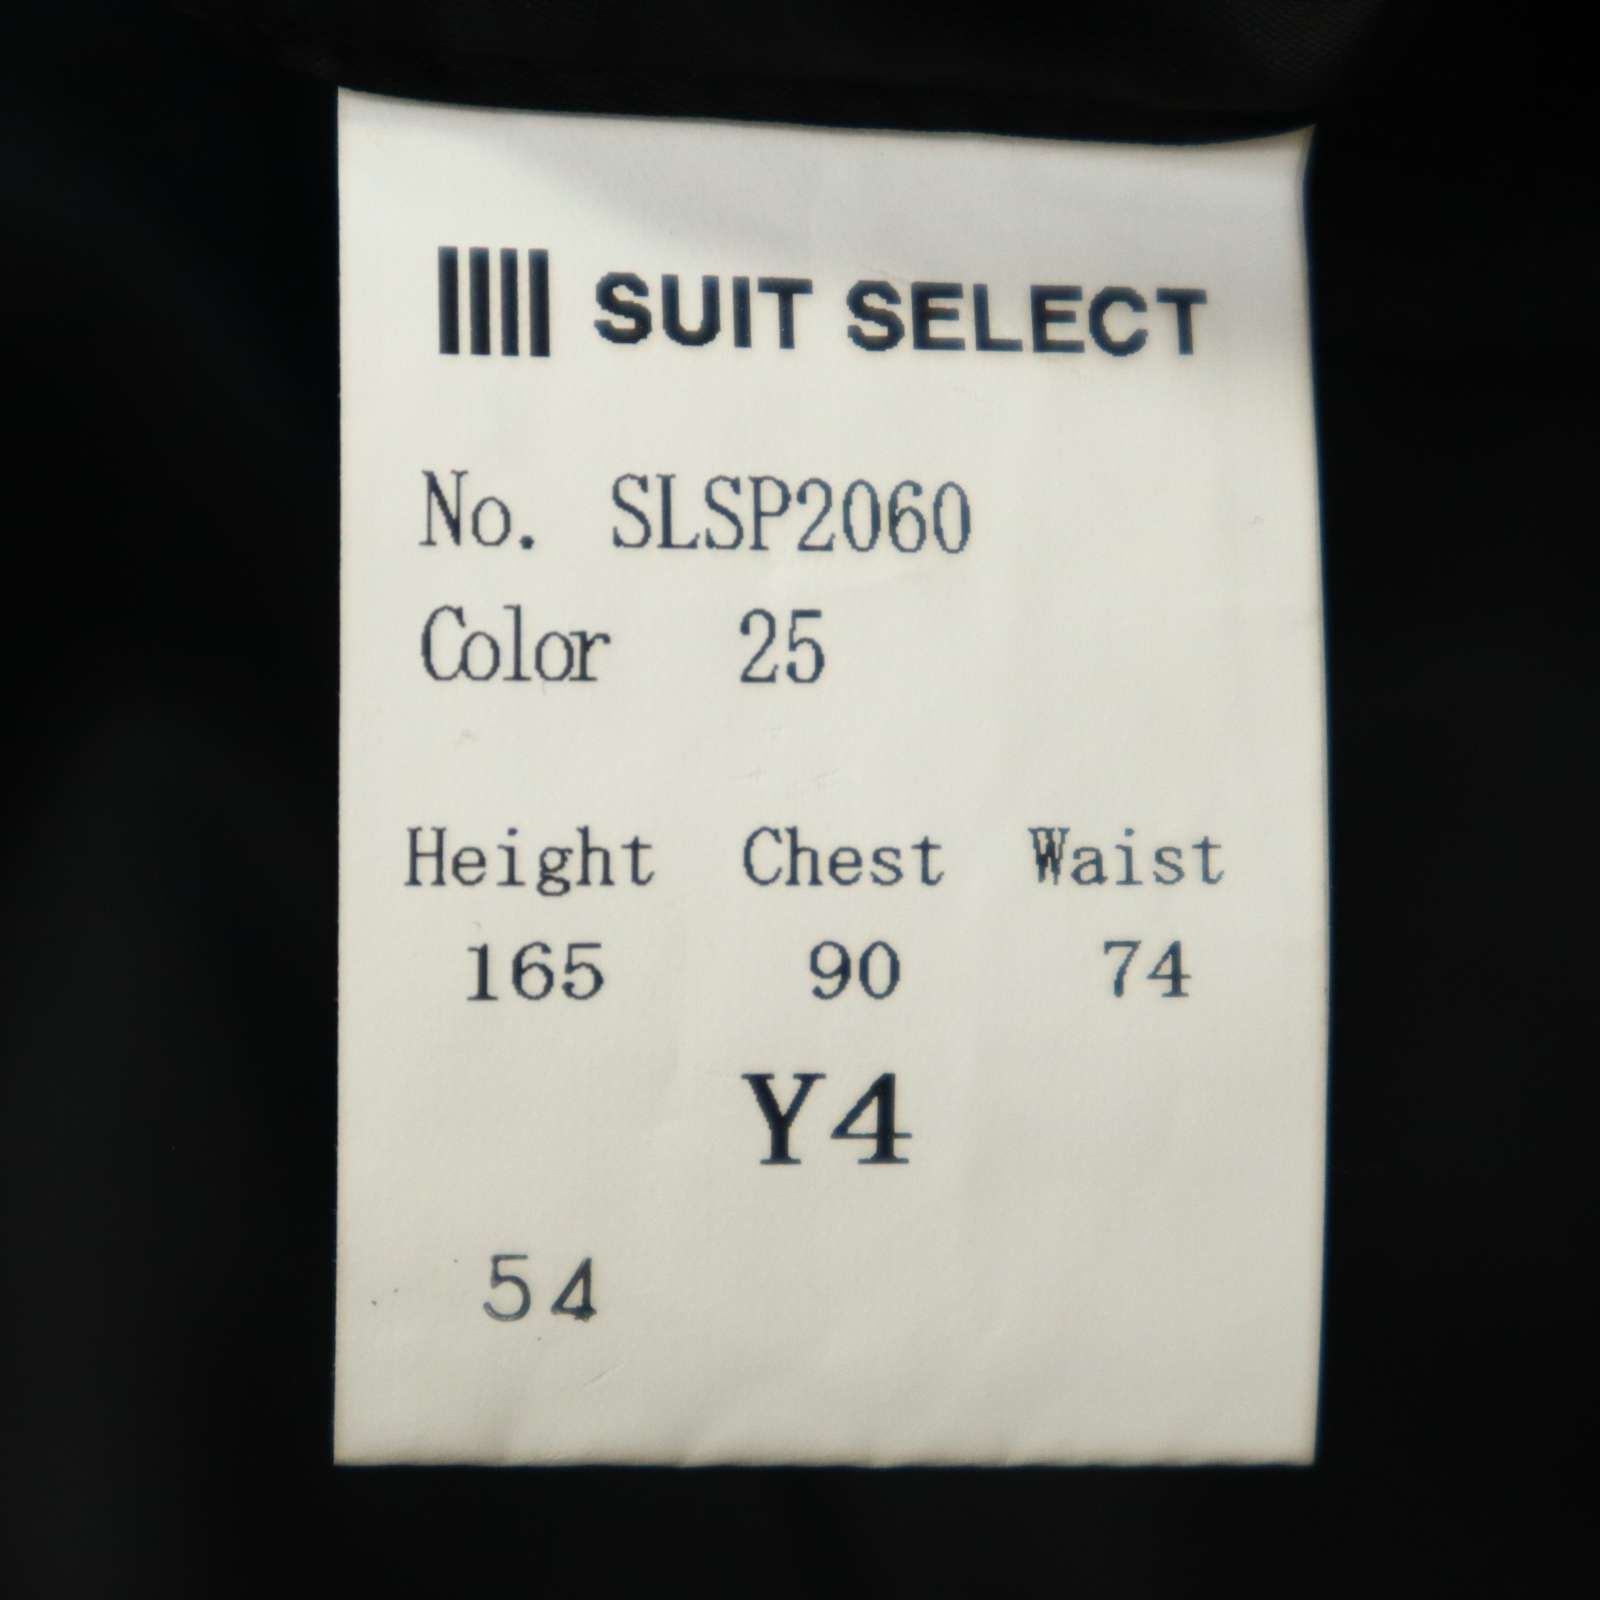 SUIT SELECT
No. SLSP2060
Color 25
Height Chest Waist
165 90 74
Y4
54